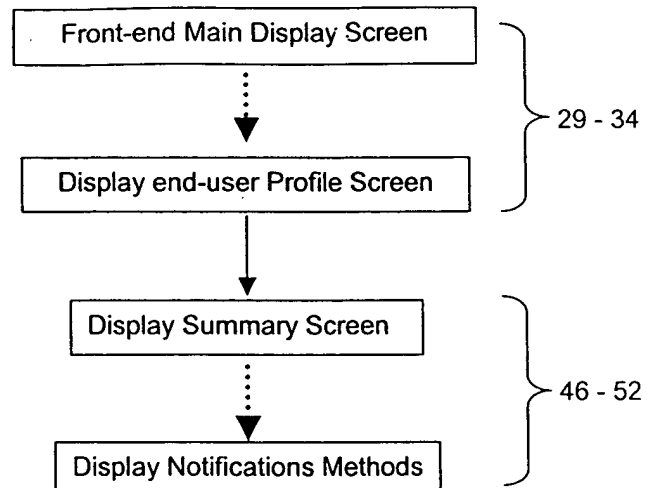 Front-end Main Display Screen
29 - 34
Display end-user Profile Screen
Display Summary Screen
46 - 52
Display Notifications Methods